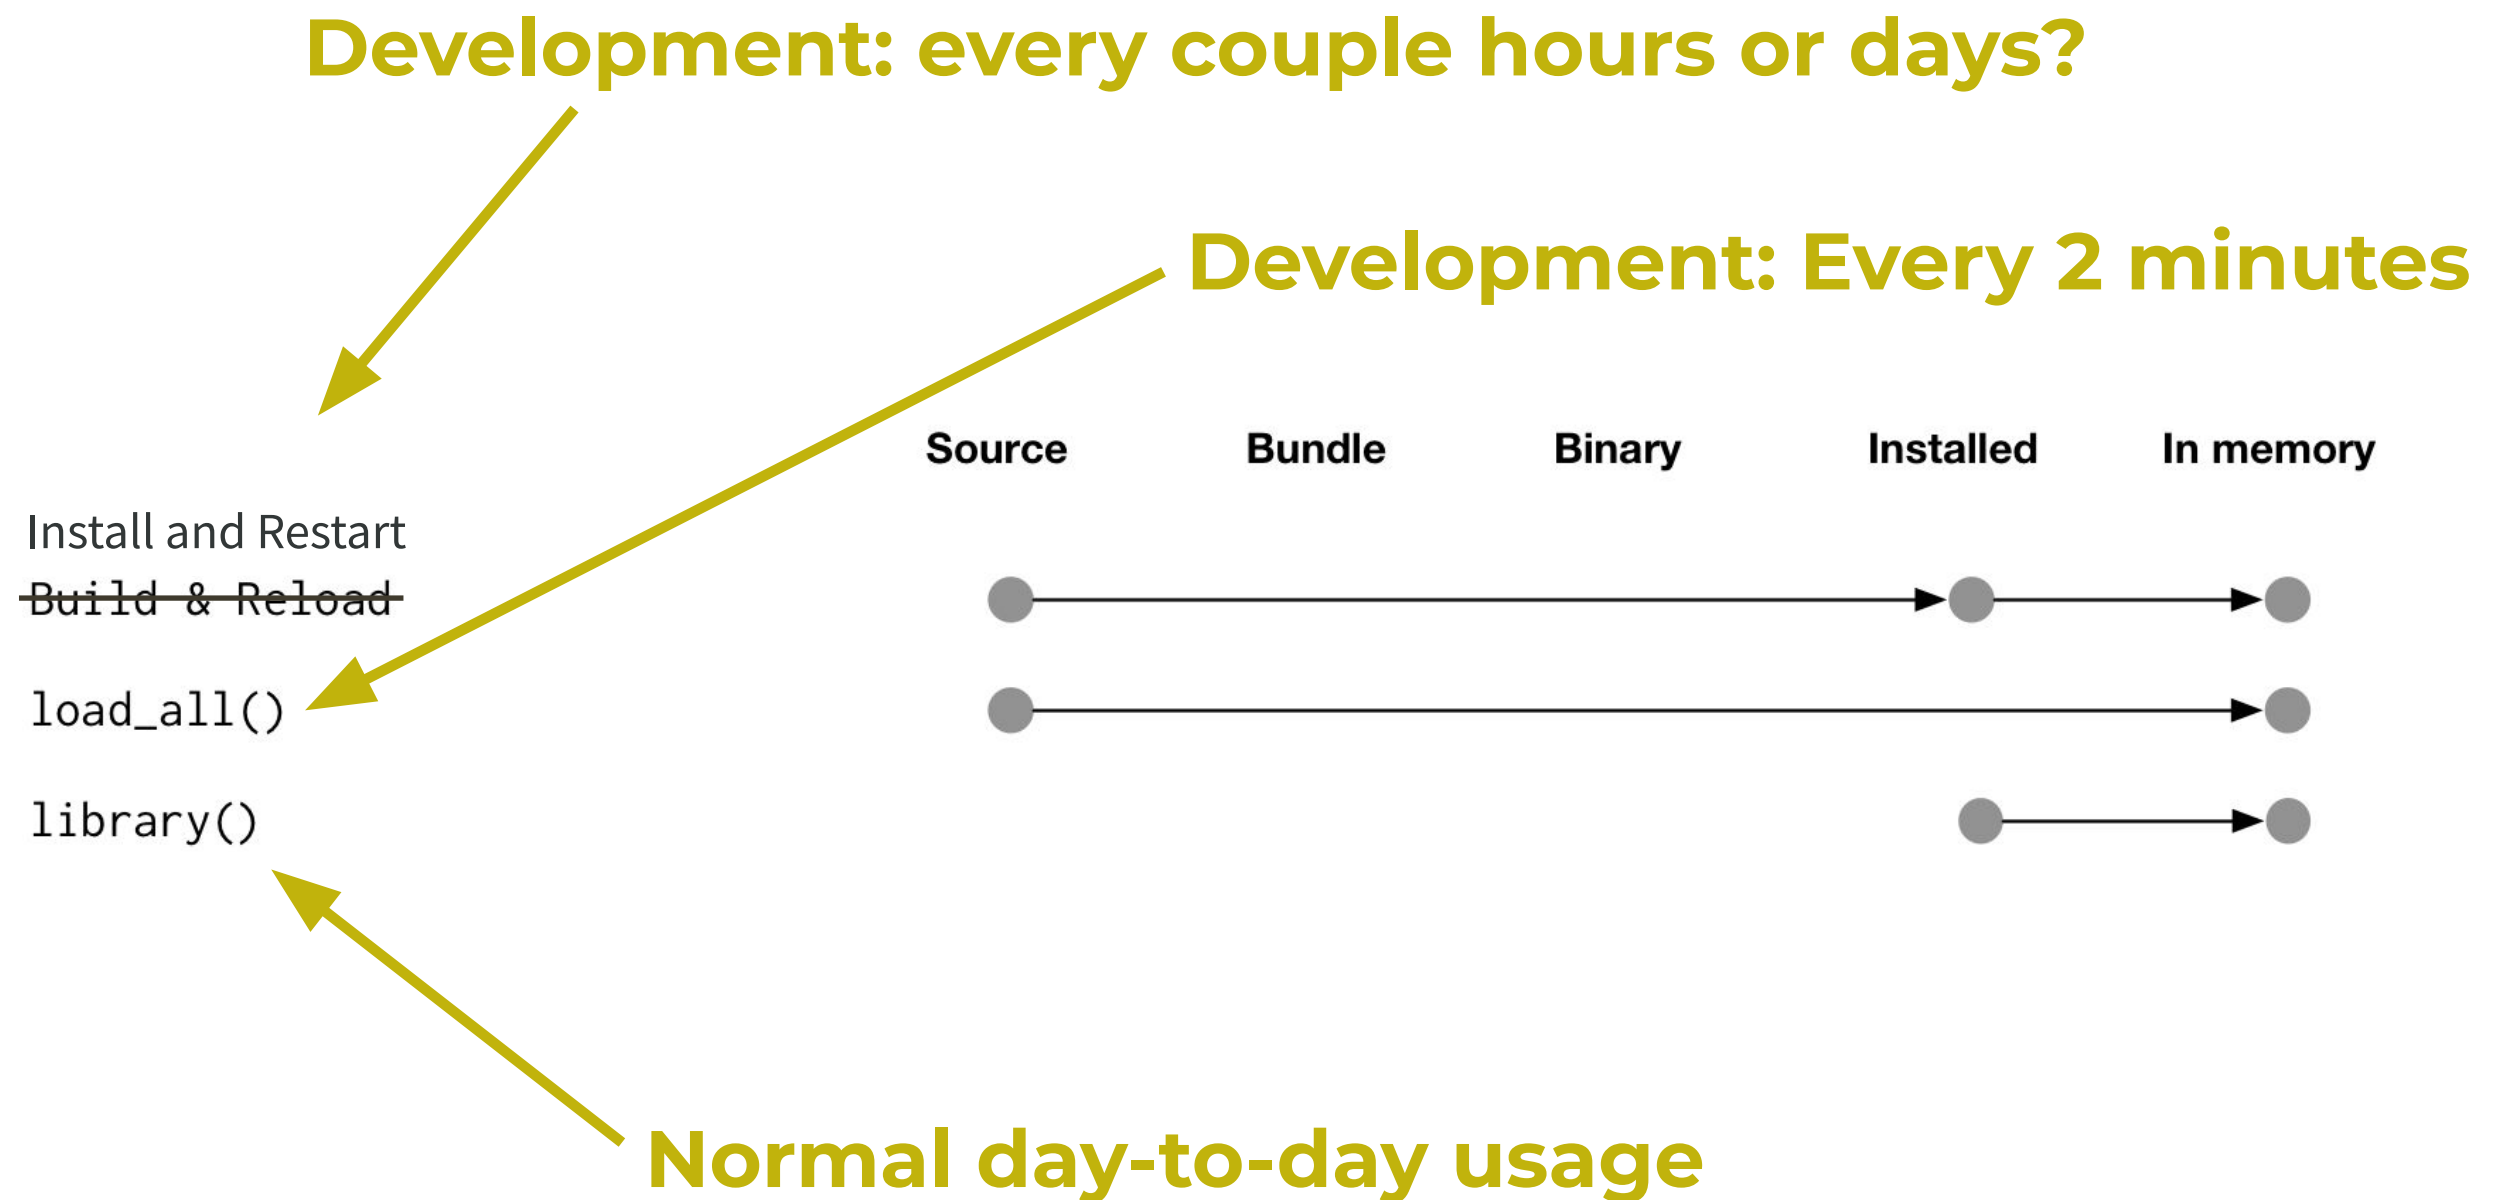 Development: every couple hours or days?
Development: Every 2 minutes
Source Bundle Binary Installed In memory
Install and Restart
Build & Reload
load_all()
library()
Normal day-to-day usage